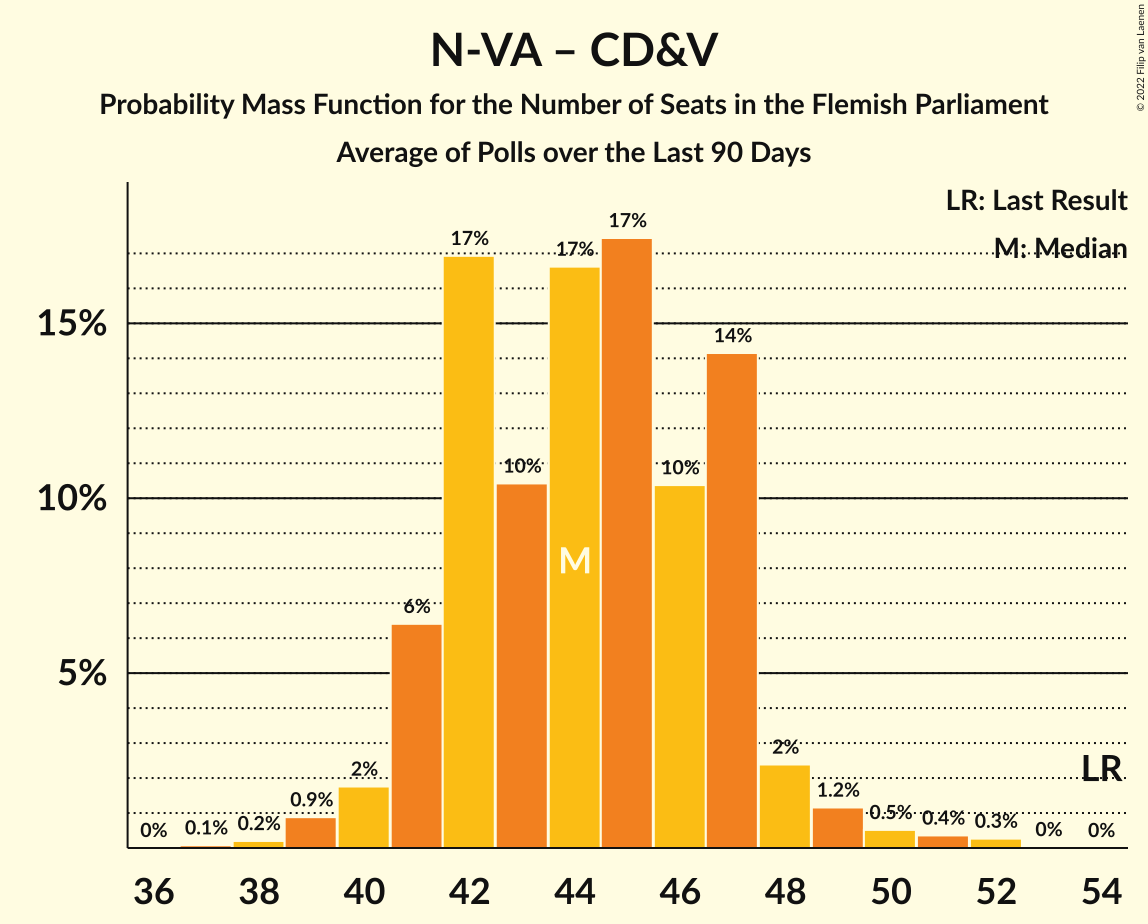 N-VA – CD&V
Probability Mass Function for the Number of Seats in the Flemish Parliament
Average of Polls over the Last 90 Days
© 2022 Filip van Laenen
LR: Last Result
M: Median
15%
10%
5%
0%
0.1%
0.2%
0.9%
2%
6%
17%
10%
17%
17%
10%
14%
2%
1.2%
0.5%
0.4%
0.3%
0%
0%
M
LR
36 38 40 42 44 46 48 50 52 54